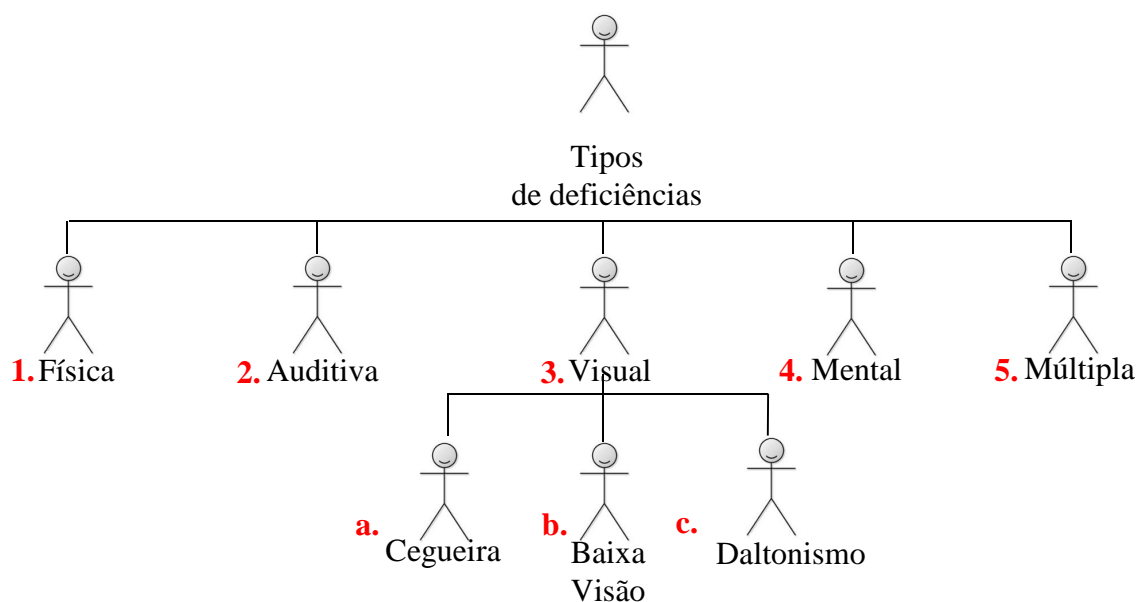 Tipos
de deficiências
1. Física
2. Auditiva
3. Visual
4. Mental
5. Múltipla
a. Cegueira
b. Baixa
Visão
c. Daltonismo